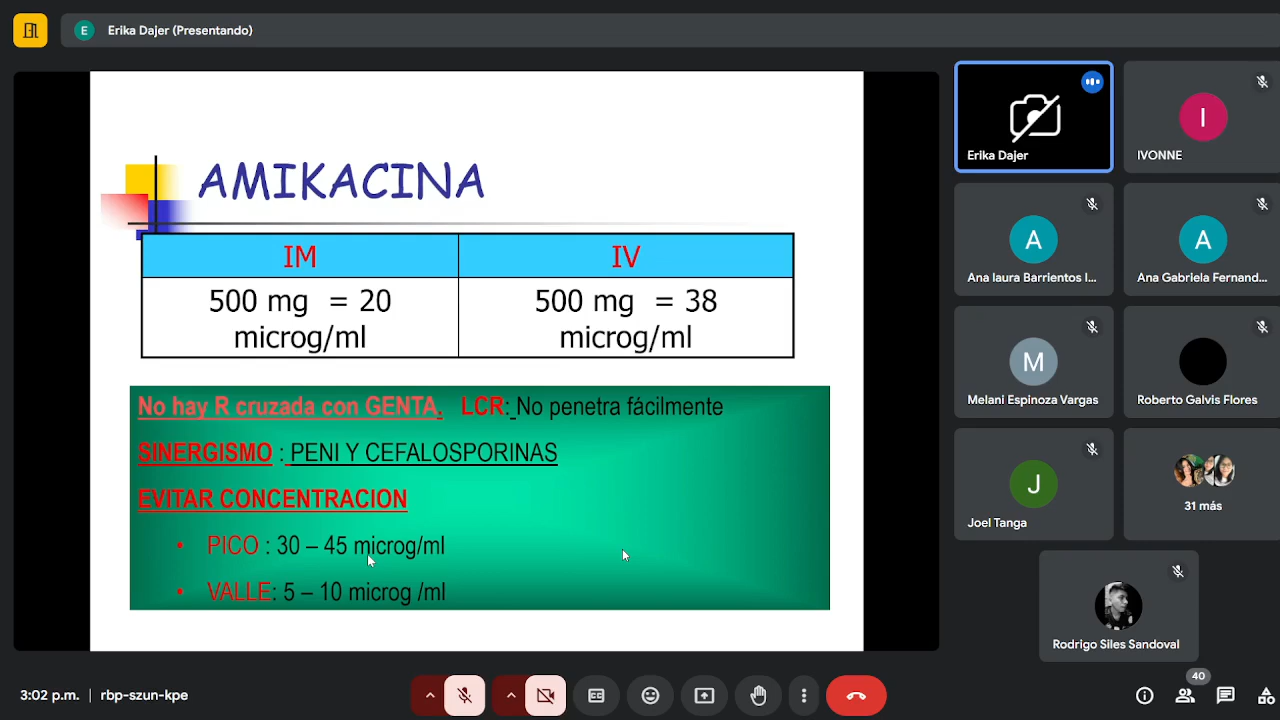 E Erika Dajer (Presentando)
AMIKACINA
IM
IV
500 mg = 20
microg/ml
500 mg = 38
microg/ml
No hay R cruzada con GENTA. LCR: No penetra fácilmente
SINERGISMO : PENI Y CEFALOSPORINAS
EVITAR CONCENTRACION
• PICO : 30 – 45 microg/ml
• VALLE: 5 – 10 microg /ml
Erika Dajer
I
IVONNE
A
Ana laura Barrientos I...
A
Ana Gabriela Fernand...
M
Melani Espinoza Vargas
Roberto Galvis Flores
J
Joel Tanga
31 más
Rodrigo Siles Sandoval
3:02 p.m. | rbp-szun-kpe
40